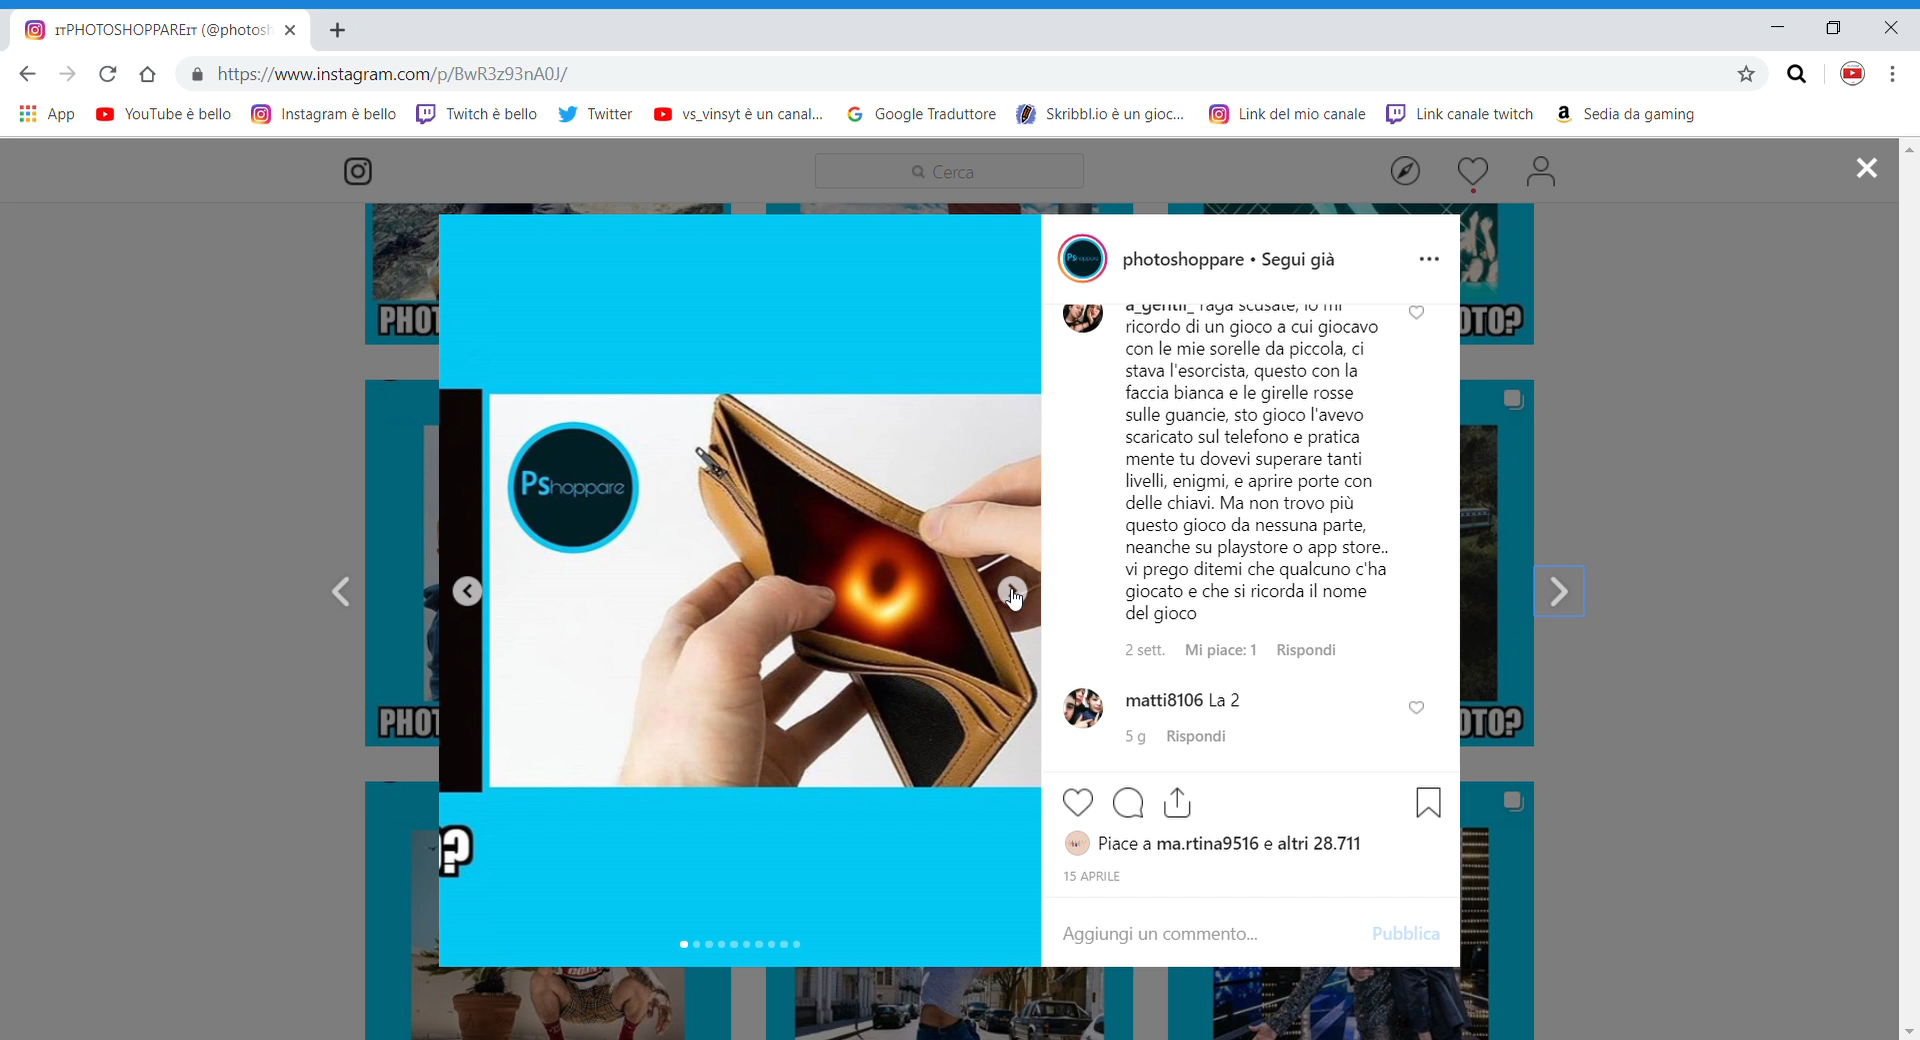 ɪᴛPHOTOSHOPPAREɪᴛ (@photosh
https://www.instagram.com/p/BwR3z93nA0J/
App YouTube è bello Instagram è bello Twitch è bello Twitter vs_vinsyt è un canal... Google Traduttore Skribbl.io è un gioc... Link del mio canale Link canale twitch Sedia da gaming
Cerca
photoshoppare • Segui già
PHOT
OTO?
Pshoppare
a_gentil_ raga scusate, io mi
ricordo di un gioco a cui giocavo
con le mie sorelle da piccola, ci
stava l'esorcista, questo con la
faccia bianca e le girelle rosse
sulle guancie, sto gioco l'avevo
scaricato sul telefono e pratica
mente tu dovevi superare tanti
livelli, enigmi, e aprire porte con
delle chiavi. Ma non trovo più
questo gioco da nessuna parte,
neanche su playstore o app store..
vi prego ditemi che qualcuno c'ha
giocato e che si ricorda il nome
del gioco
2 sett. Mi piace: 1 Rispondi
matti8106 La 2
5 g Rispondi
PHOT
OTO?
?
Piace a ma.rtina9516 e altri 28.711
15 APRILE
Aggiungi un commento... Pubblica